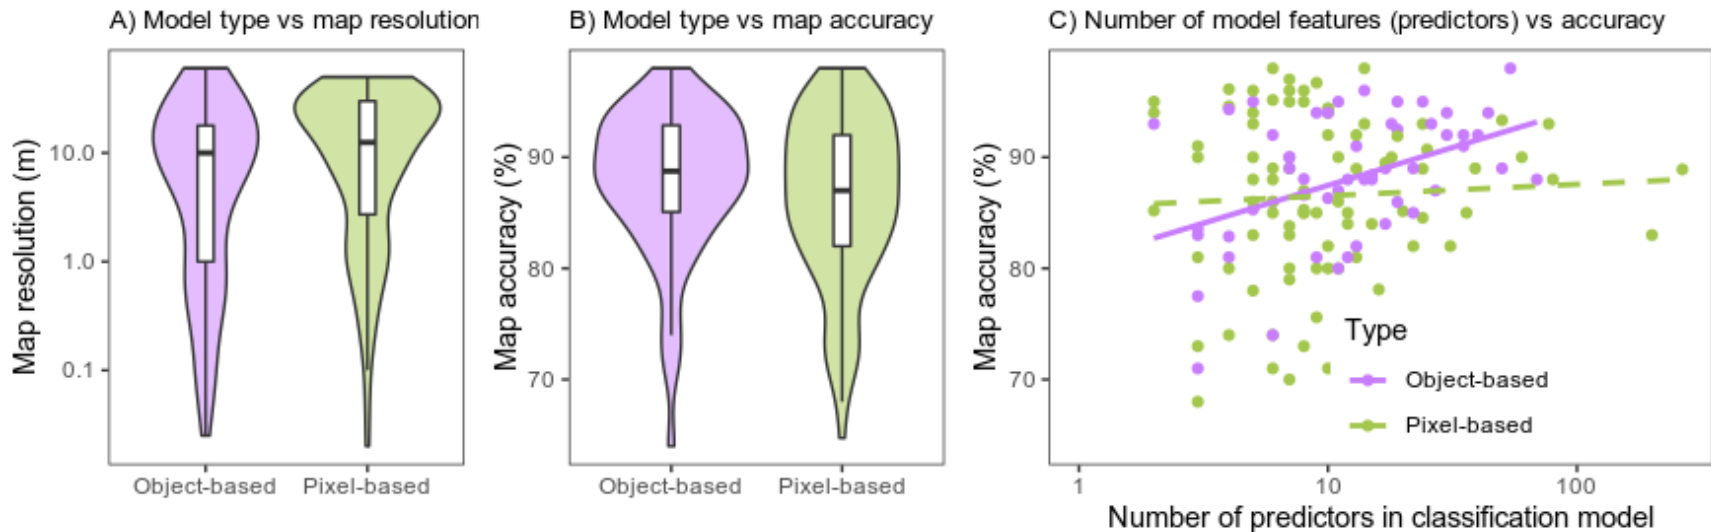 A) Model type vs map resolution
Map resolution (m)
10.0
1.0
0.1
Object-based
Pixel-based
B) Model type vs map accuracy
Map accuracy (%)
90
80
70
Object-based
Pixel-based
C) Number of model features (predictors) vs accuracy
Map accuracy (%)
90
80
70
Type
Object-based
Pixel-based
1
10
100
Number of predictors in classification model